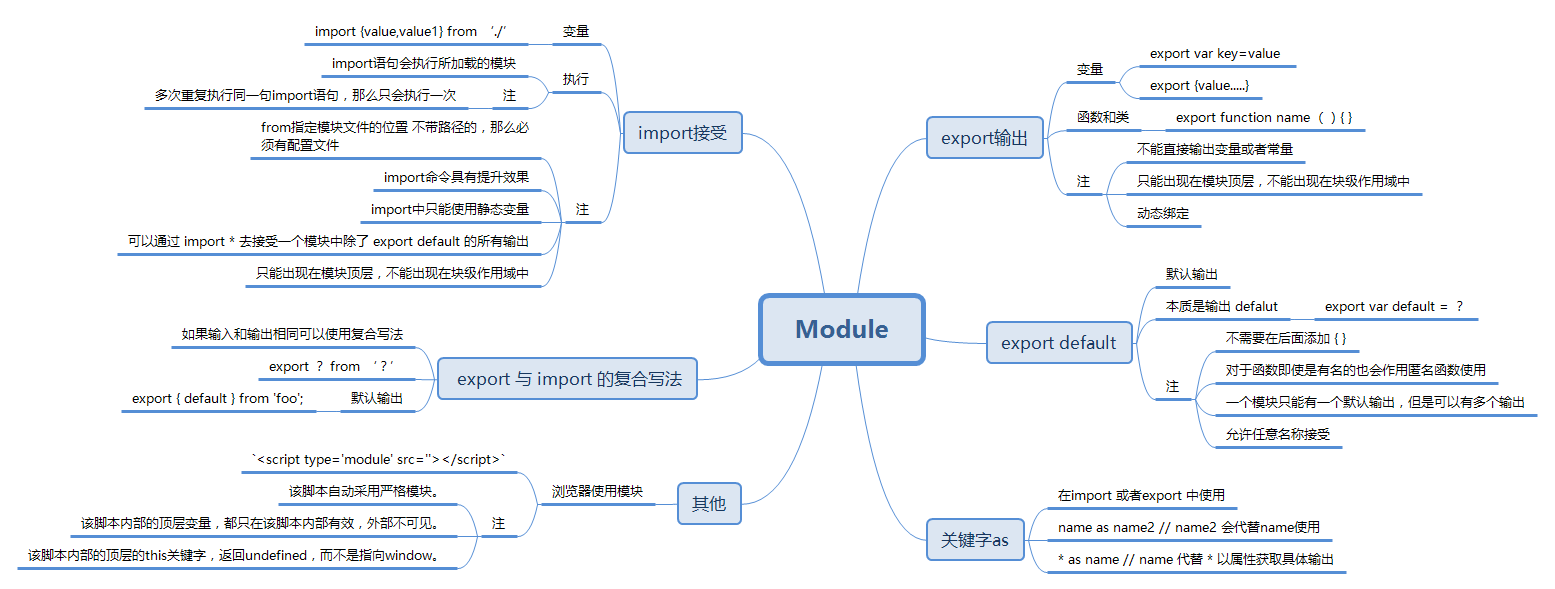 Module
import接受
变量
import {value,value1} from ‘./’
执行
import语句会执行所加载的模块
注
多次重复执行同一句import语句，那么只会执行一次
注
from指定模块文件的位置 不带路径的，那么必
须有配置文件
import命令具有提升效果
import中只能使用静态变量
可以通过 import * 去接受一个模块中除了 export default 的所有输出
只能出现在模块顶层，不能出现在块级作用域中
export 与 import 的复合写法
如果输入和输出相同可以使用复合写法
export ？ from ‘？’
默认输出
export { default } from 'foo';
其他
浏览器使用模块
`<script type='module' src=''></script>`
注
该脚本自动采用严格模块。
该脚本内部的顶层变量，都只在该脚本内部有效，外部不可见。
该脚本内部的顶层的this关键字，返回undefined，而不是指向window。
export输出
变量
export var key=value
export {value.....}
函数和类
export function name（ ) { }
注
不能直接输出变量或者常量
只能出现在模块顶层，不能出现在块级作用域中
动态绑定
export default
默认输出
本质是输出 defalut
export var default = ？
注
不需要在后面添加 { }
对于函数即使是有名的也会作用匿名函数使用
一个模块只能有一个默认输出，但是可以有多个输出
允许任意名称接受
关键字as
在import 或者export 中使用
name as name2 // name2 会代替name使用
* as name // name 代替 * 以属性获取具体输出